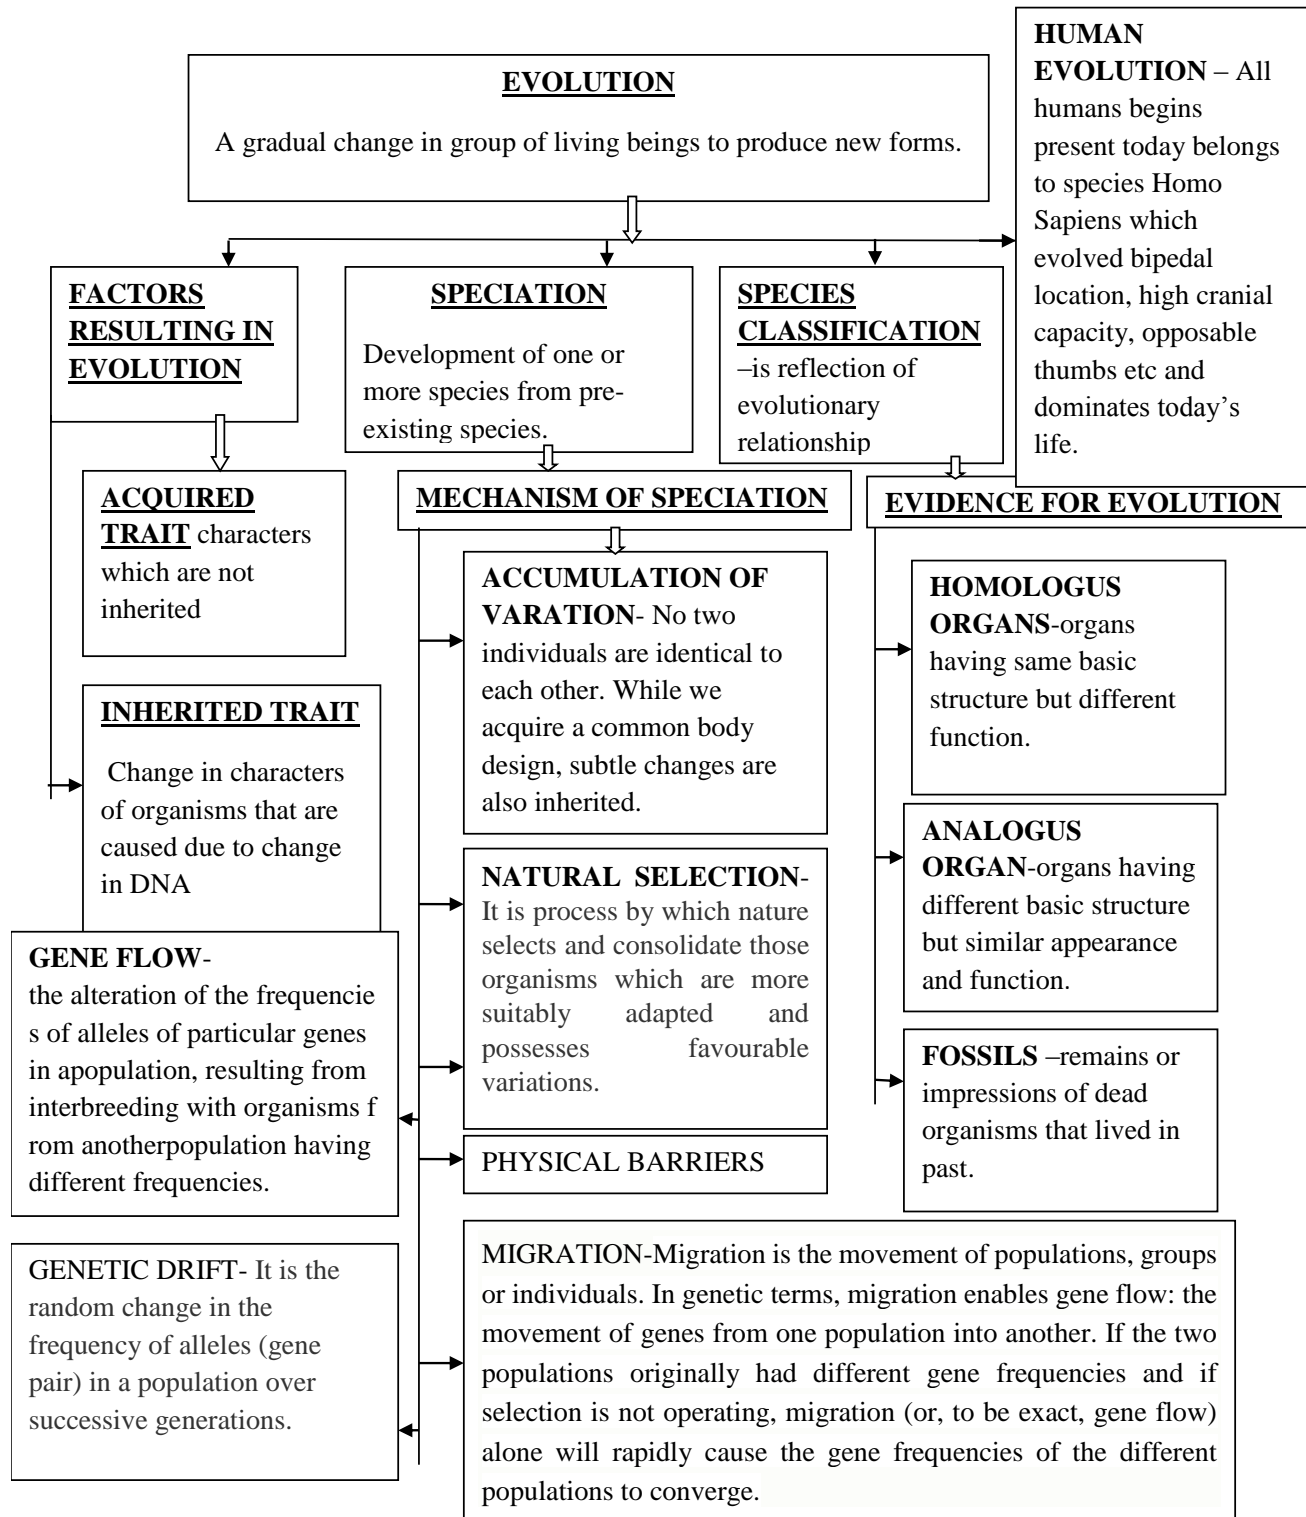 EVOLUTION
A gradual change in group of living beings to produce new forms.
HUMAN
EVOLUTION – All
humans begins
present today belongs
to species Homo
Sapiens which
evolved bipedal
location, high cranial
capacity, opposable
thumbs etc and
dominates today’s
life.
FACTORS
RESULTING IN
EVOLUTION
SPECIATION
Development of one or
more species from pre-
existing species.
SPECIES
CLASSIFICATION
–is reflection of
evolutionary
relationship
ACQUIRED
TRAIT characters
which are not
inherited
INHERITED TRAIT
Change in characters
of organisms that are
caused due to change
in DNA
MECHANISM OF SPECIATION
ACCUMULATION OF
VARATION- No two
individuals are identical to
each other. While we
acquire a common body
design, subtle changes are
also inherited.
NATURAL SELECTION-
It is process by which nature
selects and consolidate those
organisms which are more
suitably adapted and
possesses favourable
variations.
GENE FLOW-
the alteration of the frequencie
s of alleles of particular genes
in apopulation, resulting from
interbreeding with organisms f
rom anotherpopulation having
different frequencies.
PHYSICAL BARRIERS
GENETIC DRIFT- It is the
random change in the
frequency of alleles (gene
pair) in a population over
successive generations.
MIGRATION-Migration is the movement of populations, groups
or individuals. In genetic terms, migration enables gene flow: the
movement of genes from one population into another. If the two
populations originally had different gene frequencies and if
selection is not operating, migration (or, to be exact, gene flow)
alone will rapidly cause the gene frequencies of the different
populations to converge.
EVIDENCE FOR EVOLUTION
HOMOLOGUS
ORGANS-organs
having same basic
structure but different
function.
ANALOGUS
ORGAN-organs having
different basic structure
but similar appearance
and function.
FOSSILS –remains or
impressions of dead
organisms that lived in
past.